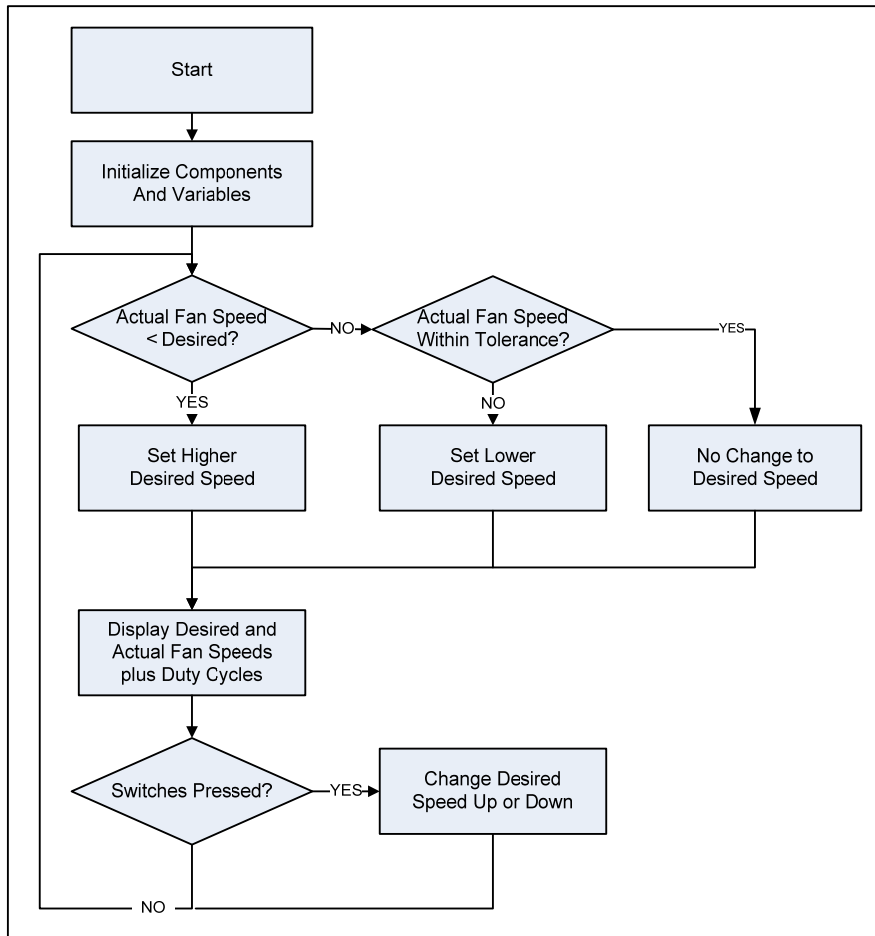 Start
Initialize Components
And Variables
Actual Fan Speed
< Desired?
NO
Actual Fan Speed
Within Tolerance?
YES
YES
NO
Set Higher
Desired Speed
Set Lower
Desired Speed
No Change to
Desired Speed
Display Desired and
Actual Fan Speeds
plus Duty Cycles
Switches Pressed?
YES
Change Desired
Speed Up or Down
NO